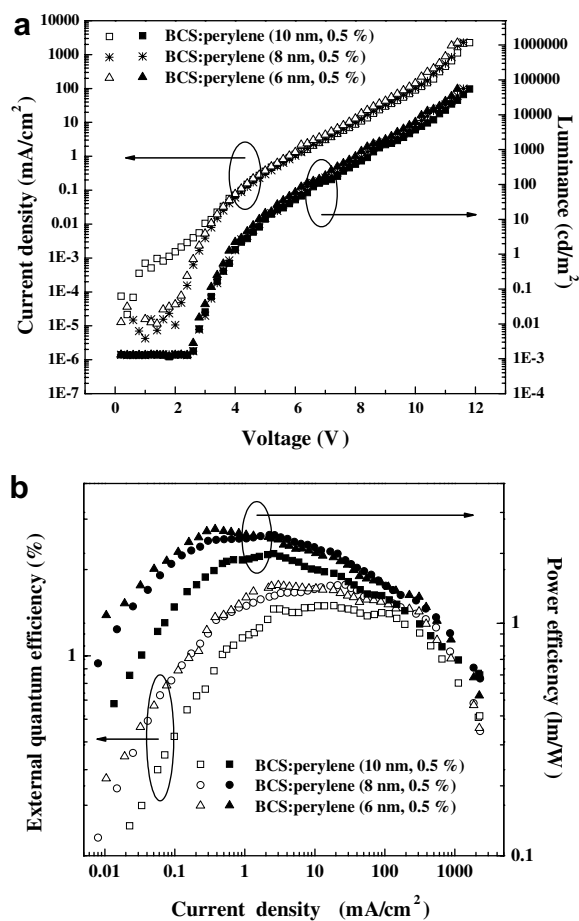 a
BCS:perylene (10 nm, 0.5 %)
BCS:perylene (8 nm, 0.5 %)
BCS:perylene (6 nm, 0.5 %)
10000
1000
100
10
1
0.1
0.01
1E-3
1E-4
1E-5
1E-6
1E-7
Current density (mA/cm²)
1000000
10000
100
10
1
0.1
0.01
1E-3
1E-4
Luminance (cd/m²)
0
2
4
6
8
10
12
Voltage (V)
b
External quantum efficiency (%)
1
1
0.1
Power efficiency (lm/W)
BCS:perylene (10 nm, 0.5 %)
BCS:perylene (8 nm, 0.5 %)
BCS:perylene (6 nm, 0.5 %)
0.01
0.1
1
10
100
1000
Current density (mA/cm²)